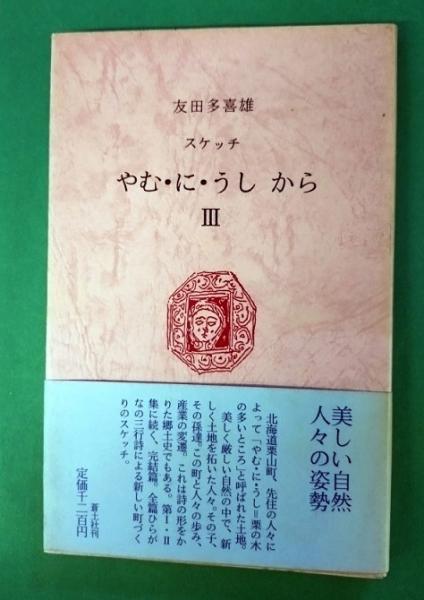 友田多喜雄
スケッチ
やむ・に・うし から
III
美しい自然
人々の姿勢
北海道栗山町、先住の人々に
よって「やむ・に・うし＝栗の木
の多いところ」と呼ばれた土地。
美しく厳しい自然の中で、新
しく土地を拓いた人々。その子、
その孫達。この町と人々の歩み、
産業の変遷。これは詩の形をか
りた郷土史でもある。第Ⅰ・Ⅱ
集に続く、完結篇。全篇ひらが
なの三行詩による新しい町づく
りのスケッチ。
定価千二百円
蒼土社刊